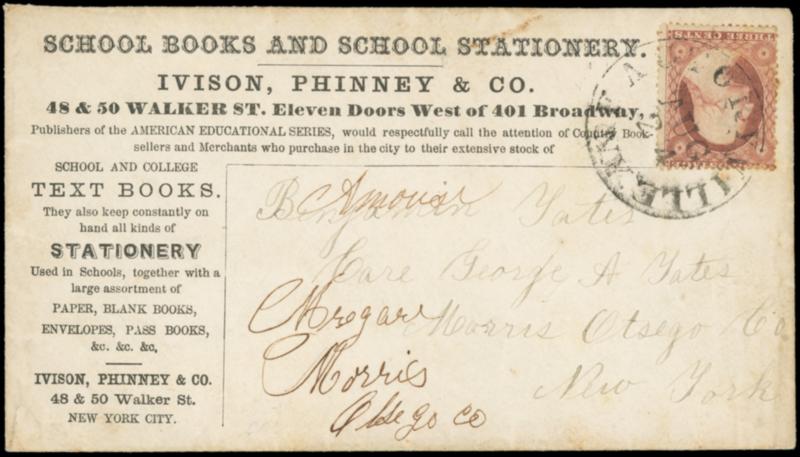 SCHOOL BOOKS AND SCHOOL STATIONERY.
IVISON, PHINNEY & CO.
48 & 50 WALKER ST. Eleven Doors West of 401 Broadway,
Publishers of the AMERICAN EDUCATIONAL SERIES, would respectfully call the attention of Country Book-
sellers and Merchants who purchase in the city to their extensive stock of
SCHOOL AND COLLEGE
TEXT BOOKS.
They also keep constantly on
hand all kinds of
STATIONERY
Used in Schools, together with a
large assortment of
PAPER, BLANK BOOKS,
ENVELOPES, PASS BOOKS,
&c. &c. &c.
IVISON, PHINNEY & CO.
48 & 50 Walker St.
NEW YORK CITY.
THREE CENTS
Benjamin Yates
Care George A Yates
Morris Otsego Co
New York
Morris
Otsego co